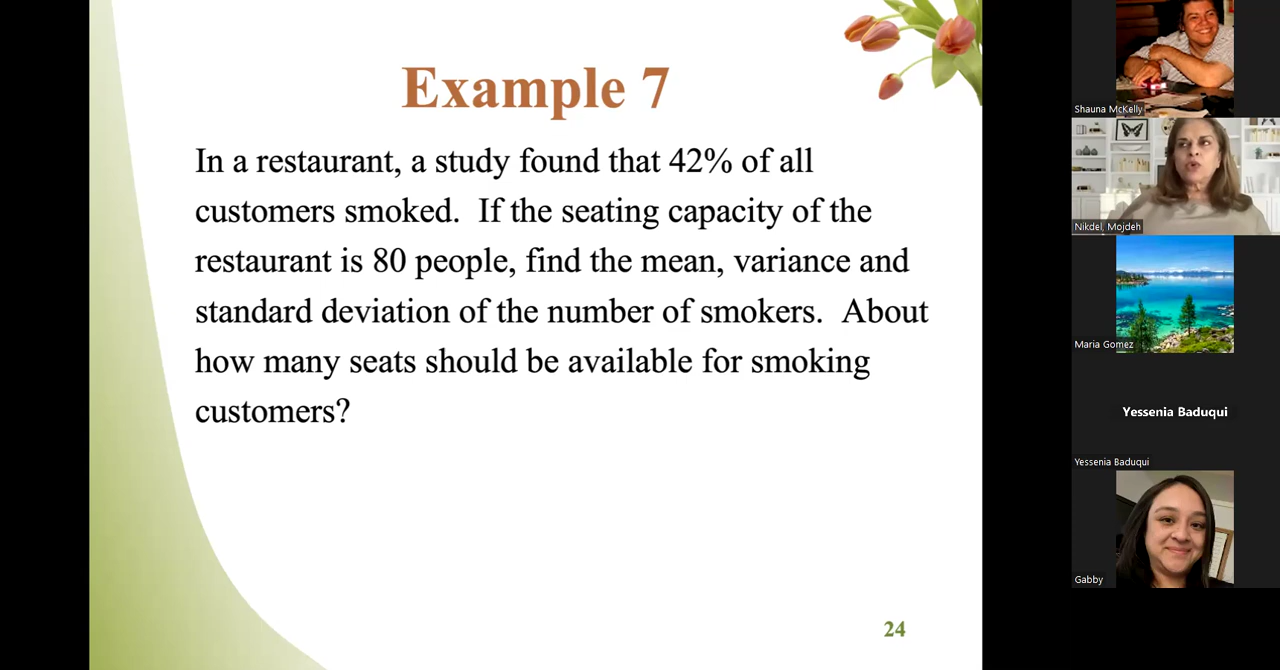 Example 7
In a restaurant, a study found that 42% of all
customers smoked.  If the seating capacity of the
restaurant is 80 people, find the mean, variance and
standard deviation of the number of smokers.  About
how many seats should be available for smoking
customers?
24
Shauna McKelly
Nikdel, Mojdeh
Maria Gomez
Yessenia Baduqui
Yessenia Baduqui
Gabby